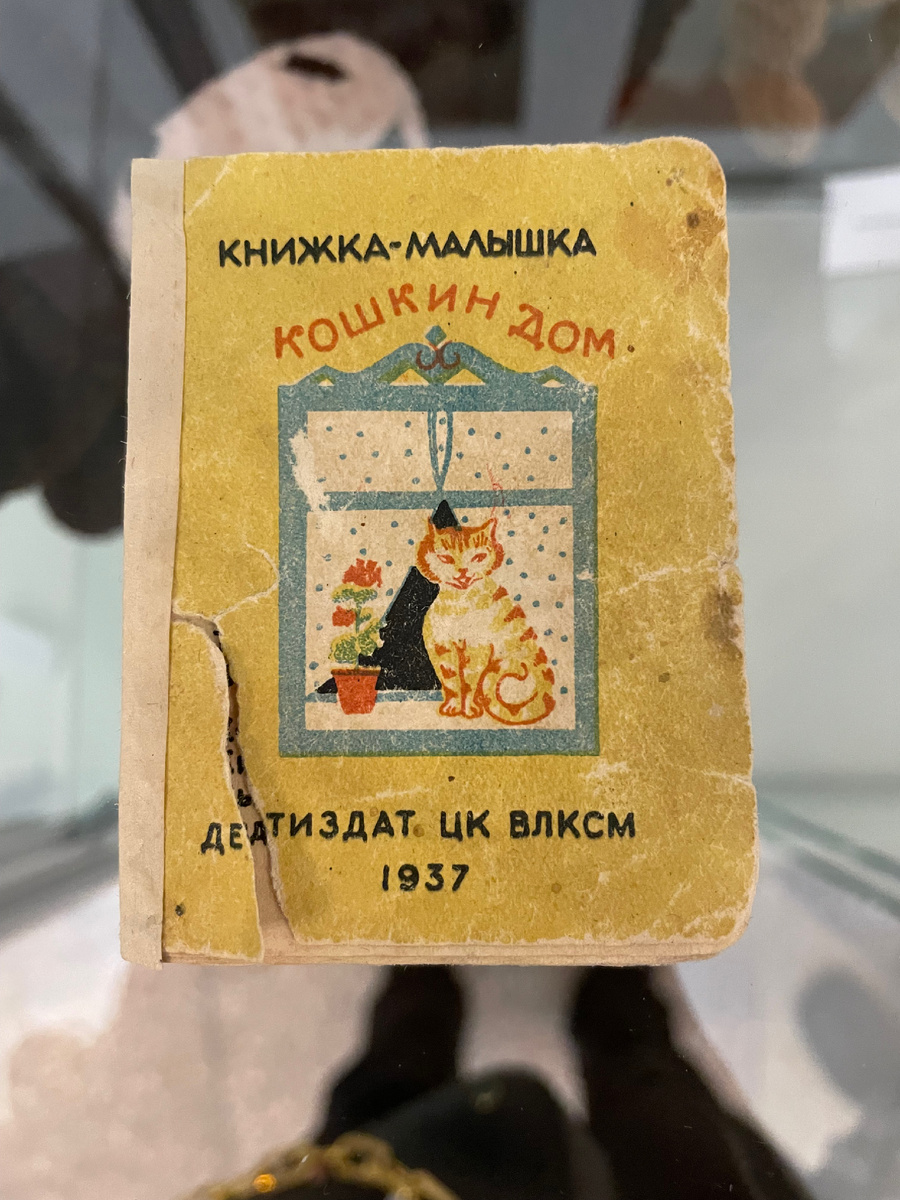 КНИЖКА-МАЛЫШКА
КОШКИН ДОМ
ДЕТИЗДАТ ЦК ВЛКСМ
1937